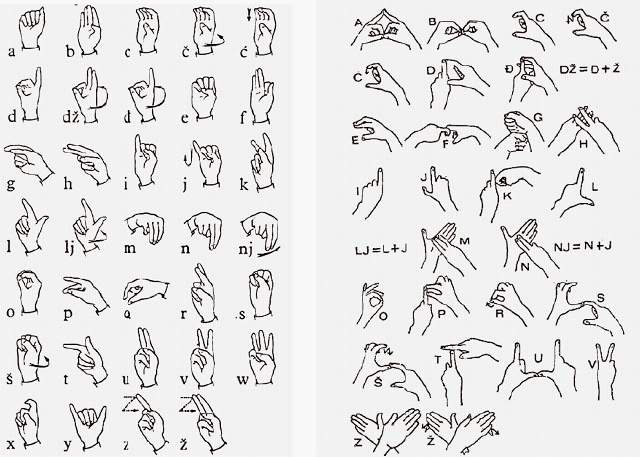 a b c č ć
d dž đ e f
g h i j k
l lj m n nj
o p q r s
š t u v w
x y z ž
A B C Č
Ć D Đ DŽ = D + Ž
E F G H
I J K L
LJ = L + J M N NJ = N + J
O P R S
Š T U V
Z Ž